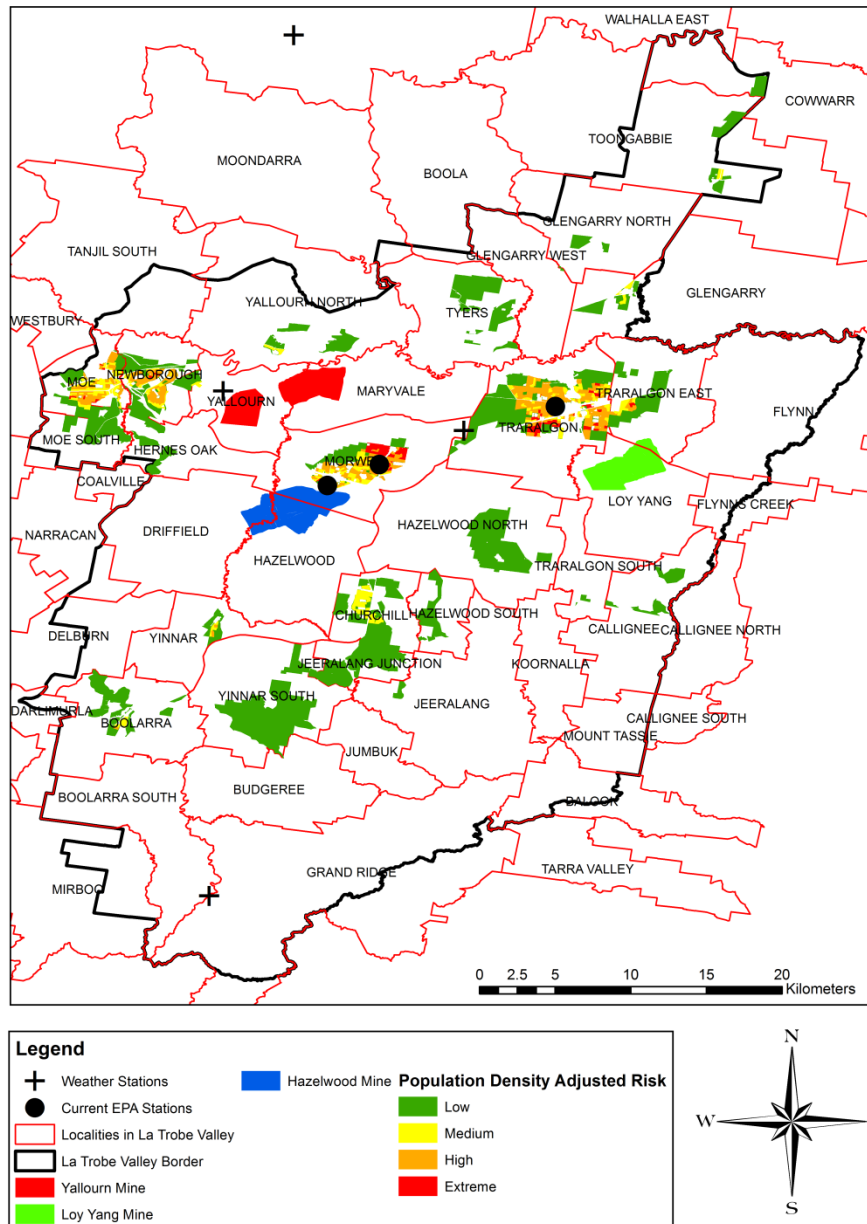 WALHALLA EAST
COWWARR
TOONGABBIE
MOONDARRA
BOOLA
GLENGARRY NORTH
TANJIL SOUTH
GLENGARRY WEST
GLENGARRY
YALLOURN NORTH
WESTBURY
TYERS
NEWBOROUGH
MOE
MARYVALE
TRARALGON EAST
YALLOURN
FLYNN
TRARALGON
MOE SOUTH
HERNES OAK
MORWELL
COALVILLE
LOY YANG
FLYNNS CREEK
HAZELWOOD NORTH
NARRACAN
DRIFFIELD
HAZELWOOD
TRARALGON SOUTH
CHURCHILL
HAZELWOOD SOUTH
CALLIGNEE
CALLIGNEE NORTH
DELBURN
YINNAR
JEERALANG JUNCTION
KOORNALLA
YINNAR SOUTH
JEERALANG
DARLIMURLA
BOOLARRA
CALLIGNEE SOUTH
MOUNT TASSIE
JUMBUK
BOOLARRA SOUTH
BUDGEREE
BALOOK
GRAND RIDGE
TARRA VALLEY
MIRBOO
0 2.5 5 10 15 20
Kilometers
Legend
Weather Stations
Current EPA Stations
Localities in La Trobe Valley
La Trobe Valley Border
Yallourn Mine
Loy Yang Mine
Hazelwood Mine
Population Density Adjusted Risk
Low
Medium
High
Extreme
N
W
E
S